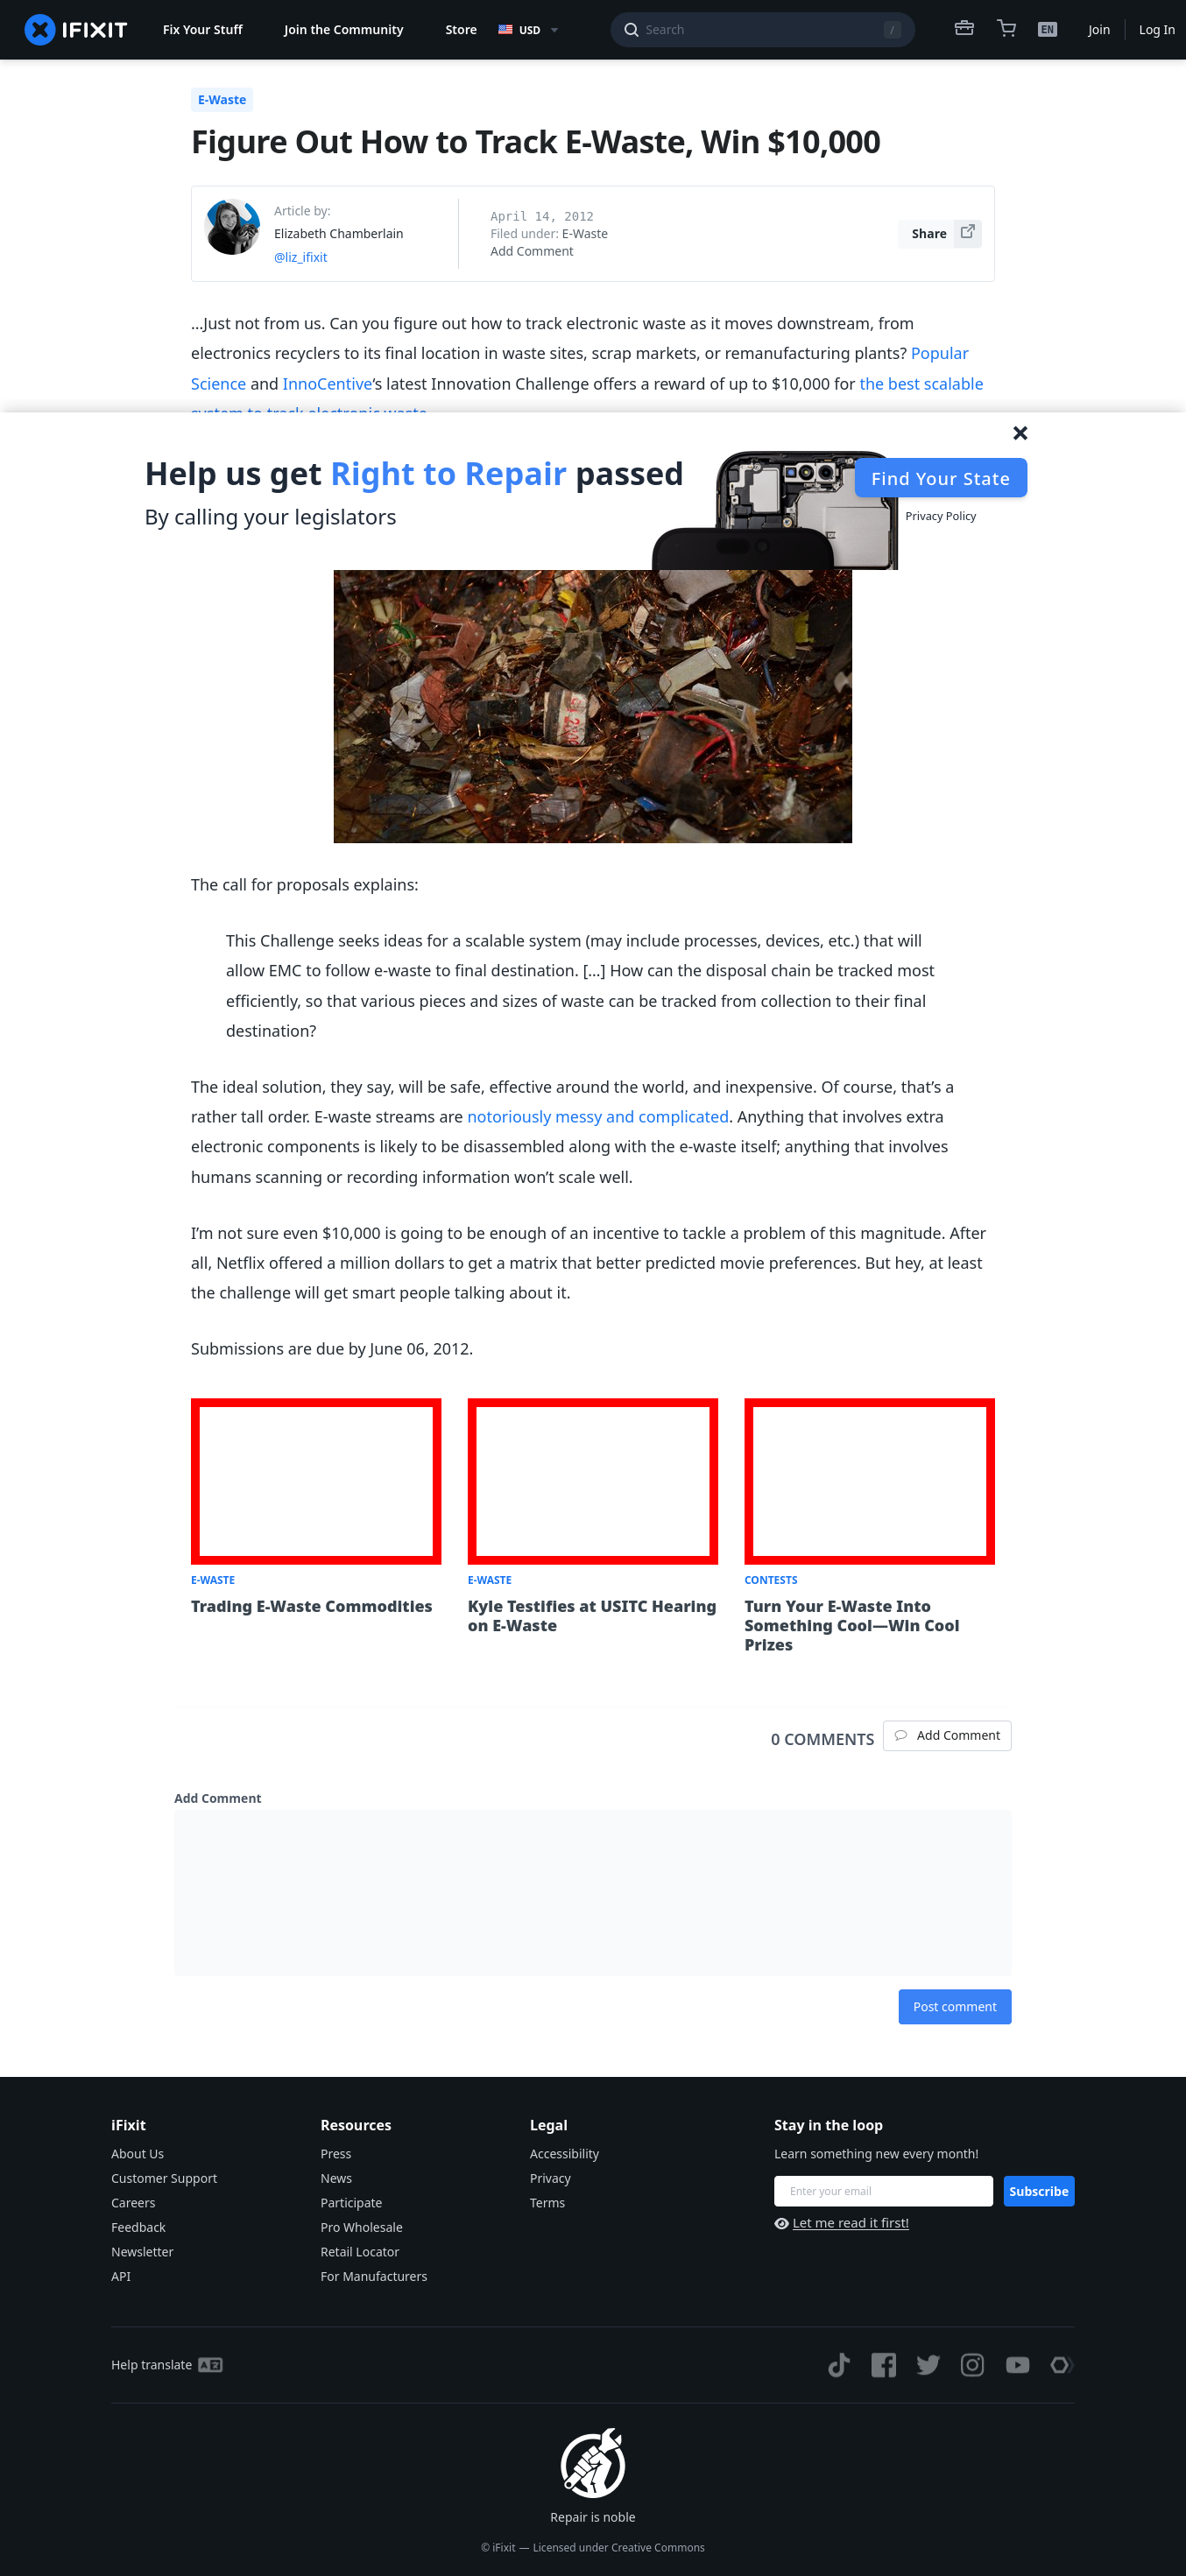 IFIXIT
Fix Your Stuff
Join the Community
Store
USD
Search
/
EN
Join
Log In
E-Waste
Figure Out How to Track E-Waste, Win $10,000
Article by:
Elizabeth Chamberlain
@liz_ifixit
April 14, 2012
Filed under: E-Waste
Add Comment
Share
…Just not from us. Can you figure out how to track electronic waste as it moves downstream, from
electronics recyclers to its final location in waste sites, scrap markets, or remanufacturing plants? Popular
Science and InnoCentive‘s latest Innovation Challenge offers a reward of up to $10,000 for the best scalable
system to track electronic waste
Help us get Right to Repair passed
By calling your legislators
Find Your State
Privacy Policy
The call for proposals explains:
This Challenge seeks ideas for a scalable system (may include processes, devices, etc.) that will
allow EMC to follow e-waste to final destination. […] How can the disposal chain be tracked most
efficiently, so that various pieces and sizes of waste can be tracked from collection to their final
destination?
The ideal solution, they say, will be safe, effective around the world, and inexpensive. Of course, that’s a
rather tall order. E-waste streams are notoriously messy and complicated. Anything that involves extra
electronic components is likely to be disassembled along with the e-waste itself; anything that involves
humans scanning or recording information won’t scale well.
I’m not sure even $10,000 is going to be enough of an incentive to tackle a problem of this magnitude. After
all, Netflix offered a million dollars to get a matrix that better predicted movie preferences. But hey, at least
the challenge will get smart people talking about it.
Submissions are due by June 06, 2012.
E-WASTE
Trading E-Waste Commodities
E-WASTE
Kyle Testifies at USITC Hearing
on E-Waste
CONTESTS
Turn Your E-Waste Into
Something Cool—Win Cool
Prizes
0 COMMENTS
Add Comment
Add Comment
Post comment
iFixit
About Us
Customer Support
Careers
Feedback
Newsletter
API
Resources
Press
News
Participate
Pro Wholesale
Retail Locator
For Manufacturers
Legal
Accessibility
Privacy
Terms
Stay in the loop
Learn something new every month!
Enter your email
Subscribe
Let me read it first!
Help translate
Repair is noble
© iFixit — Licensed under Creative Commons